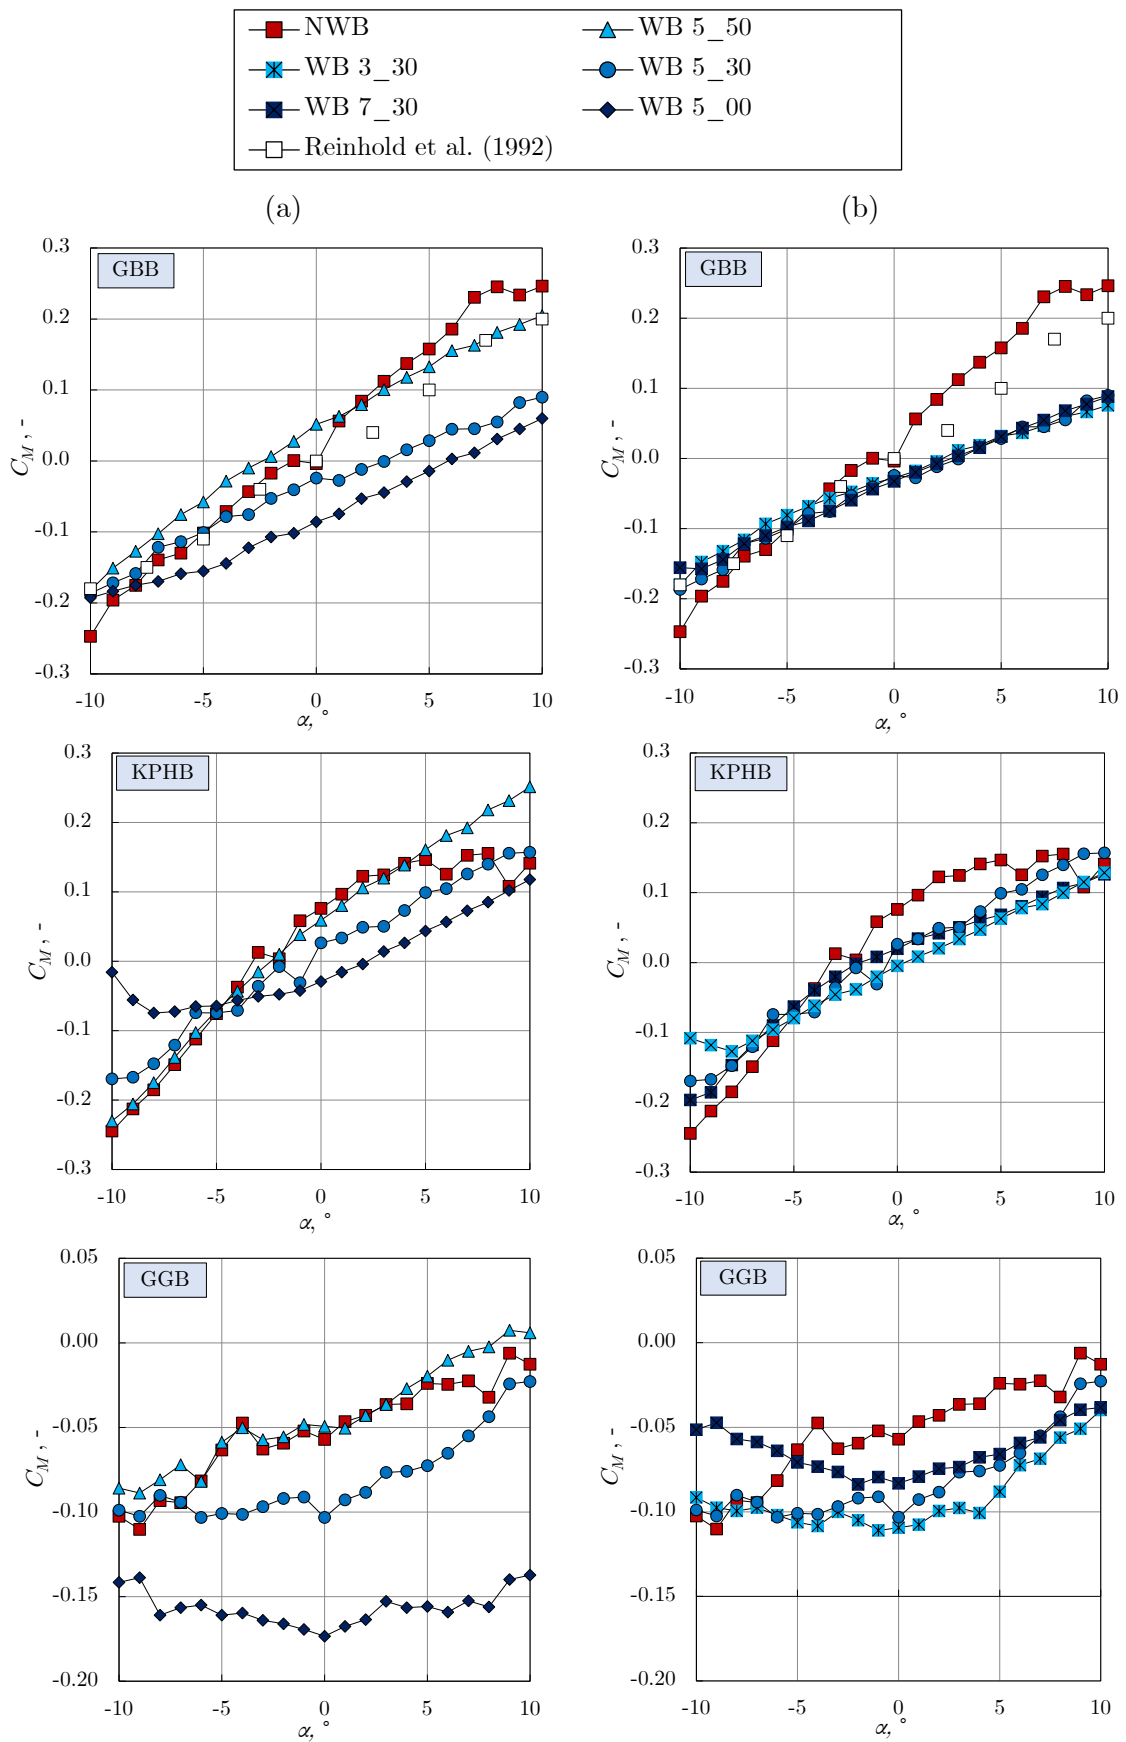 NWB
WB 5_50
WB 3_30
WB 5_30
WB 7_30
WB 5_00
Reinhold et al. (1992)
(a)
(b)
0.3
0.2
0.1
0.0
-0.1
-0.2
-0.3
C_M, -
GBB
-10
-5
0
5
10
α, °
0.3
0.2
0.1
0.0
-0.1
-0.2
-0.3
C_M, -
GBB
-10
-5
0
5
10
α, °
0.3
0.2
0.1
0.0
-0.1
-0.2
-0.3
C_M, -
KPHB
-10
-5
0
5
10
α, °
0.3
0.2
0.1
0.0
-0.1
-0.2
-0.3
C_M, -
KPHB
-10
-5
0
5
10
α, °
0.05
0.00
-0.05
-0.10
-0.15
-0.20
C_M, -
GGB
-10
-5
0
5
10
α, °
0.05
0.00
-0.05
-0.10
-0.15
-0.20
C_M, -
GGB
-10
-5
0
5
10
α, °